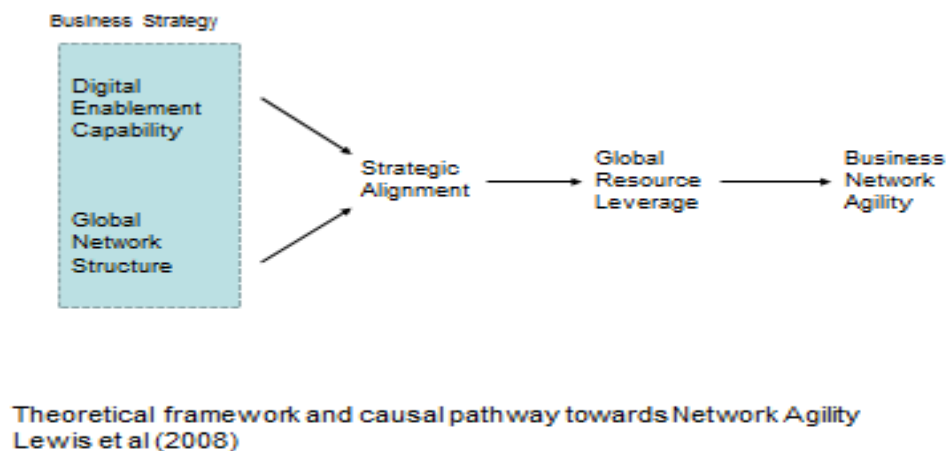 Business Strategy
Digital
Enablement
Capability
Global
Network
Structure
Strategic
Alignment
Global
Resource
Leverage
Business
Network
Agility
Theoretical framework and causal pathway towards Network Agility
Lewis et al (2008)